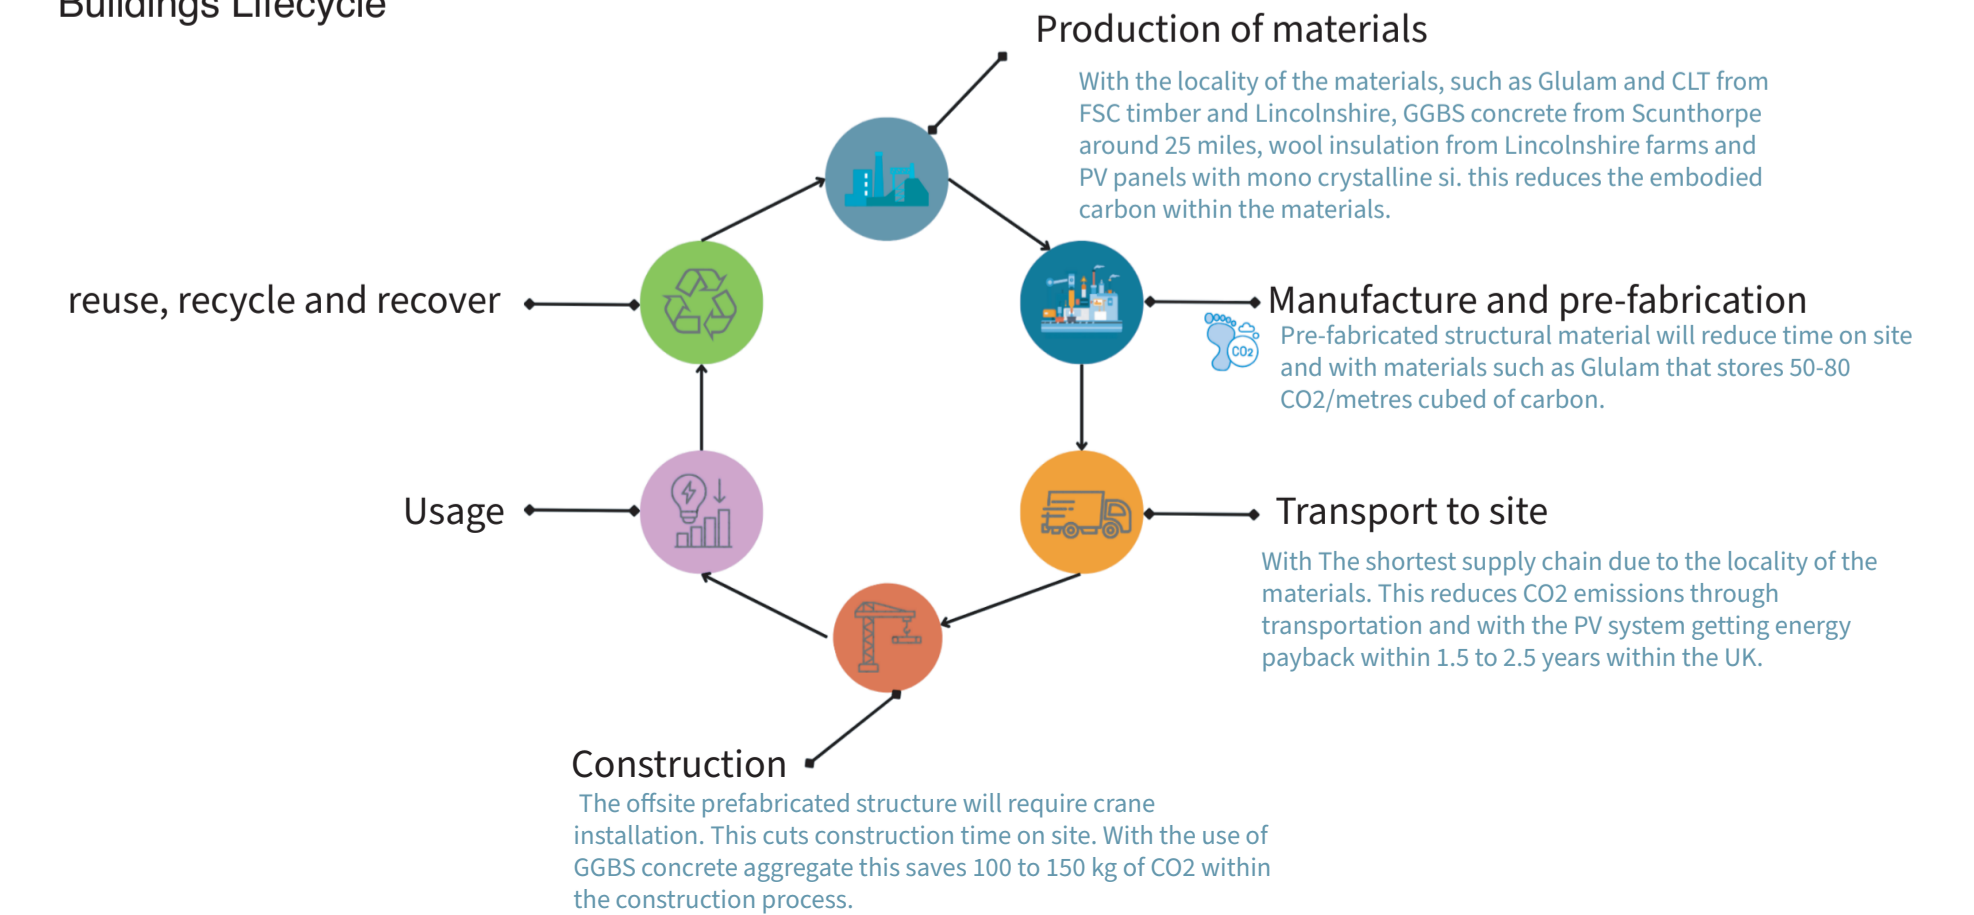 Buildings Lifecycle
Production of materials
With the locality of the materials, such as Glulam and CLT from
FSC timber and Lincolnshire, GGBS concrete from Scunthorpe
around 25 miles, wool insulation from Lincolnshire farms and
PV panels with mono crystalline si. this reduces the embodied
carbon within the materials.
Manufacture and pre-fabrication
CO2
Pre-fabricated structural material will reduce time on site
and with materials such as Glulam that stores 50-80
CO2/metres cubed of carbon.
Transport to site
With The shortest supply chain due to the locality of the
materials. This reduces CO2 emissions through
transportation and with the PV system getting energy
payback within 1.5 to 2.5 years within the UK.
Construction
The offsite prefabricated structure will require crane
installation. This cuts construction time on site. With the use of
GGBS concrete aggregate this saves 100 to 150 kg of CO2 within
the construction process.
Usage
reuse, recycle and recover